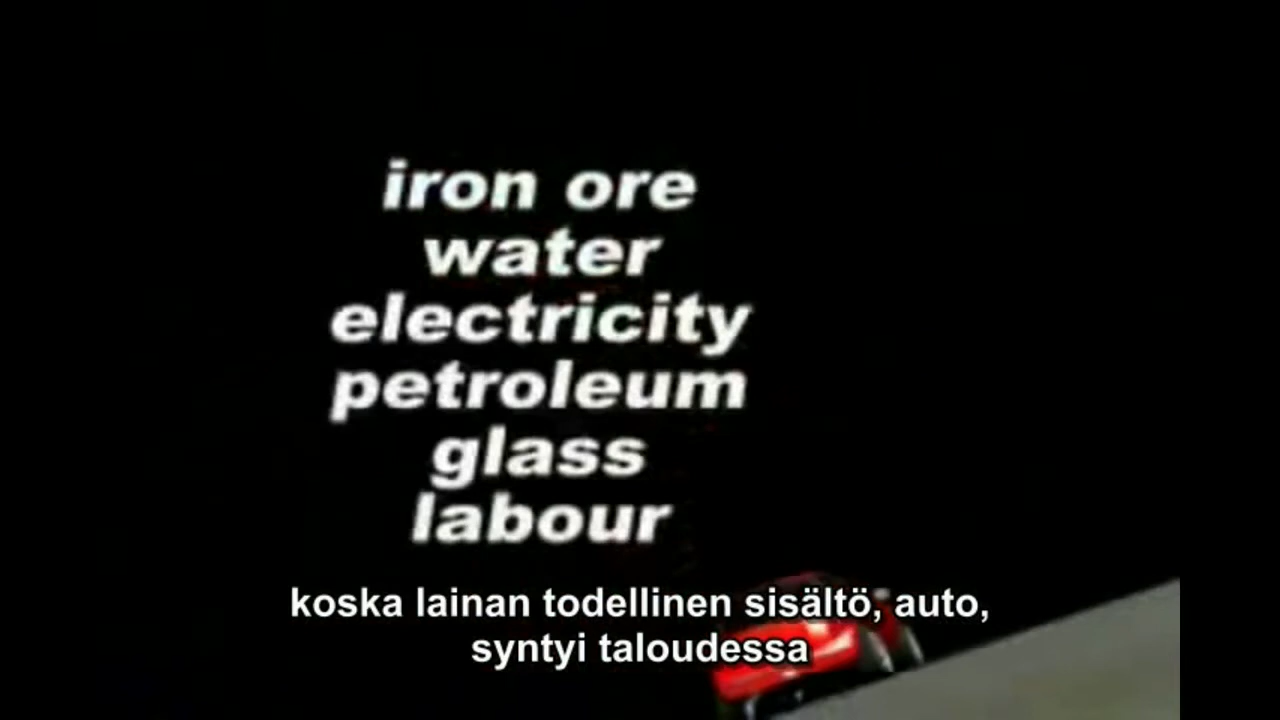 iron ore
water
electricity
petroleum
glass
labour
koska lainan todellinen sisältö, auto,
syntyi taloudessa